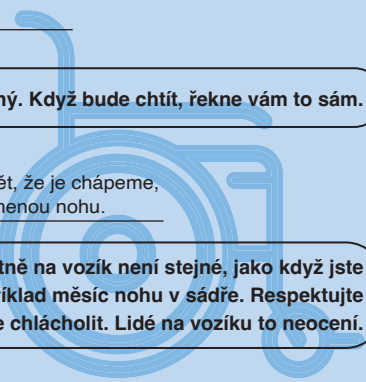 ný. Když bude chtít, řekne vám to sám.
ět, že je chápeme,
menou nohu.
tně na vozík není stejné, jako když jste
íklad měsíc nohu v sádře. Respektujte
e chlácholit. Lidé na vozíku to neocení.